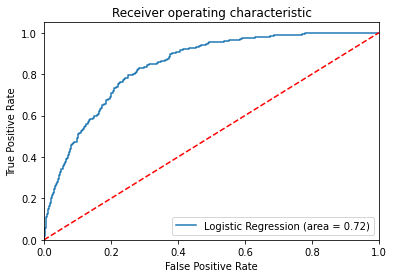 Receiver operating characteristic
1.0
0.8
0.6
0.4
0.2
0.0
True Positive Rate
Logistic Regression (area = 0.72)
0.0 0.2 0.4 0.6 0.8 1.0
False Positive Rate